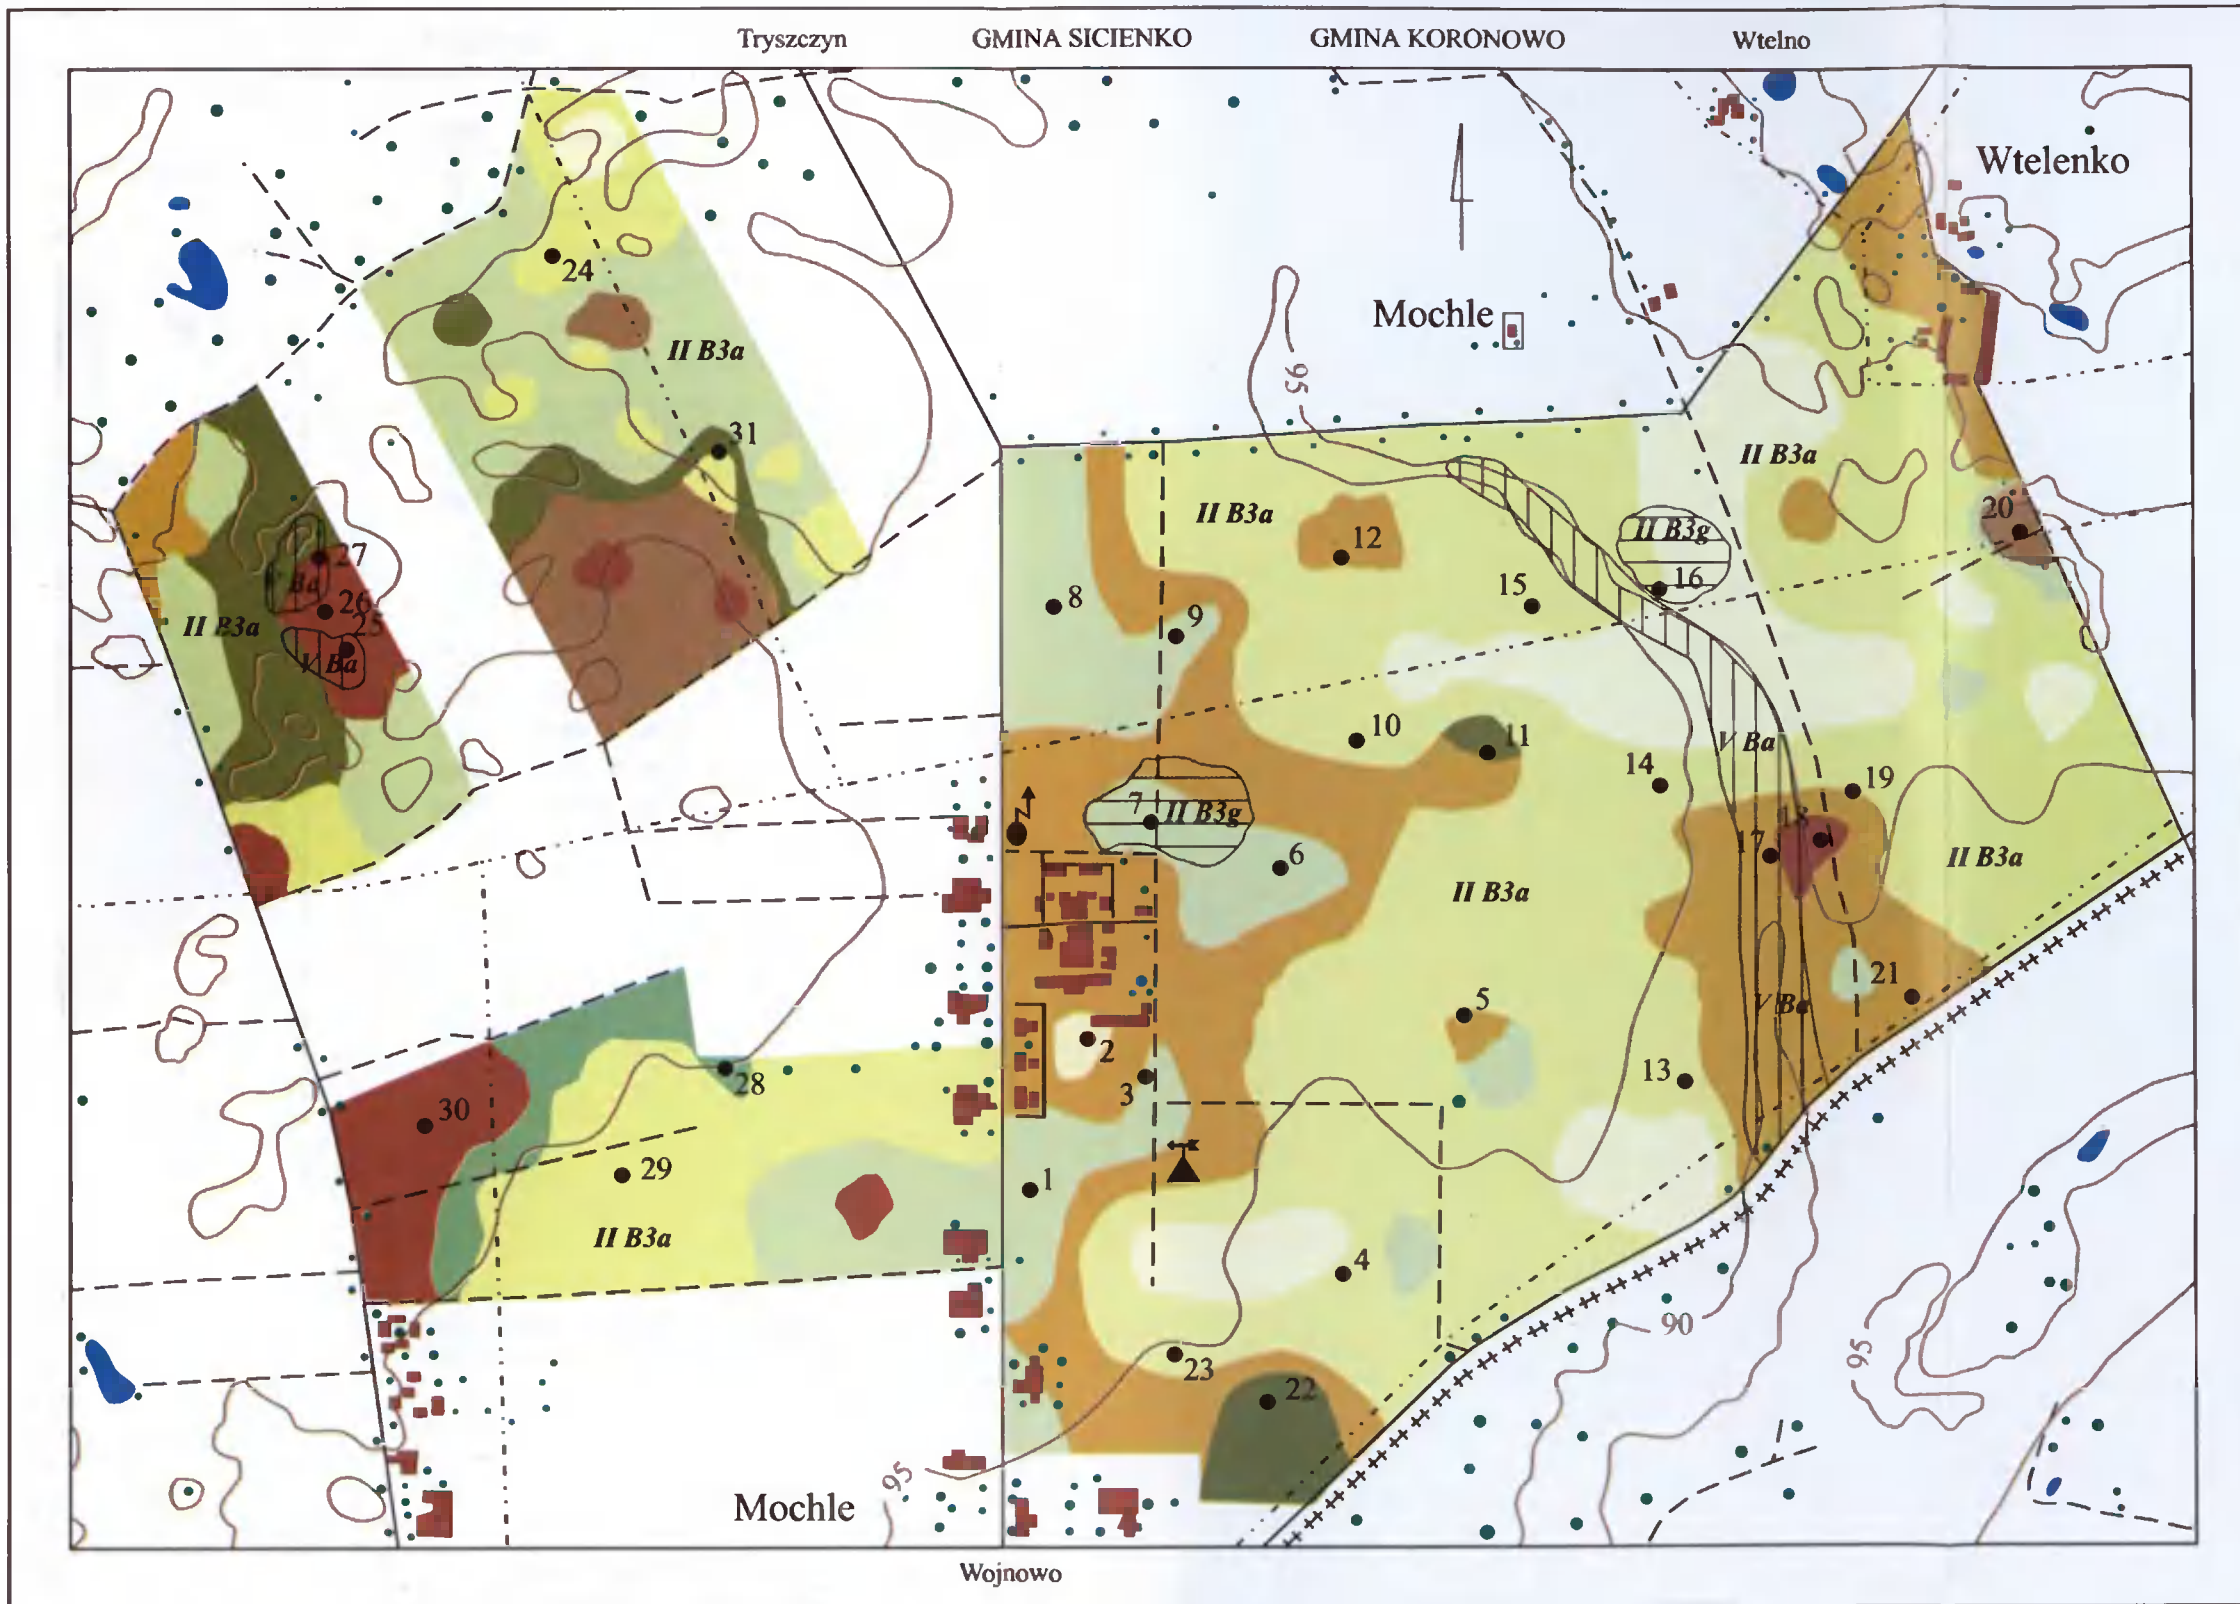 Tryszczyn GMINA SICIENKO GMINA KORONOWO Wtelno
Wtelenko
24
Mochle
II B3a
95
31
II B3a
II B3a
II B3g
20
12
27
Ba
16
26
8
15
25
9
II B3a
V Ba
10
11
V Ba
14
19
7
II B3g
18
17
6
II B3a
II B3a
21
5
V Ba
2
13
28
3
30
29
1
II B3a
4
90
95
23
22
95
Mochle
Wojnowo